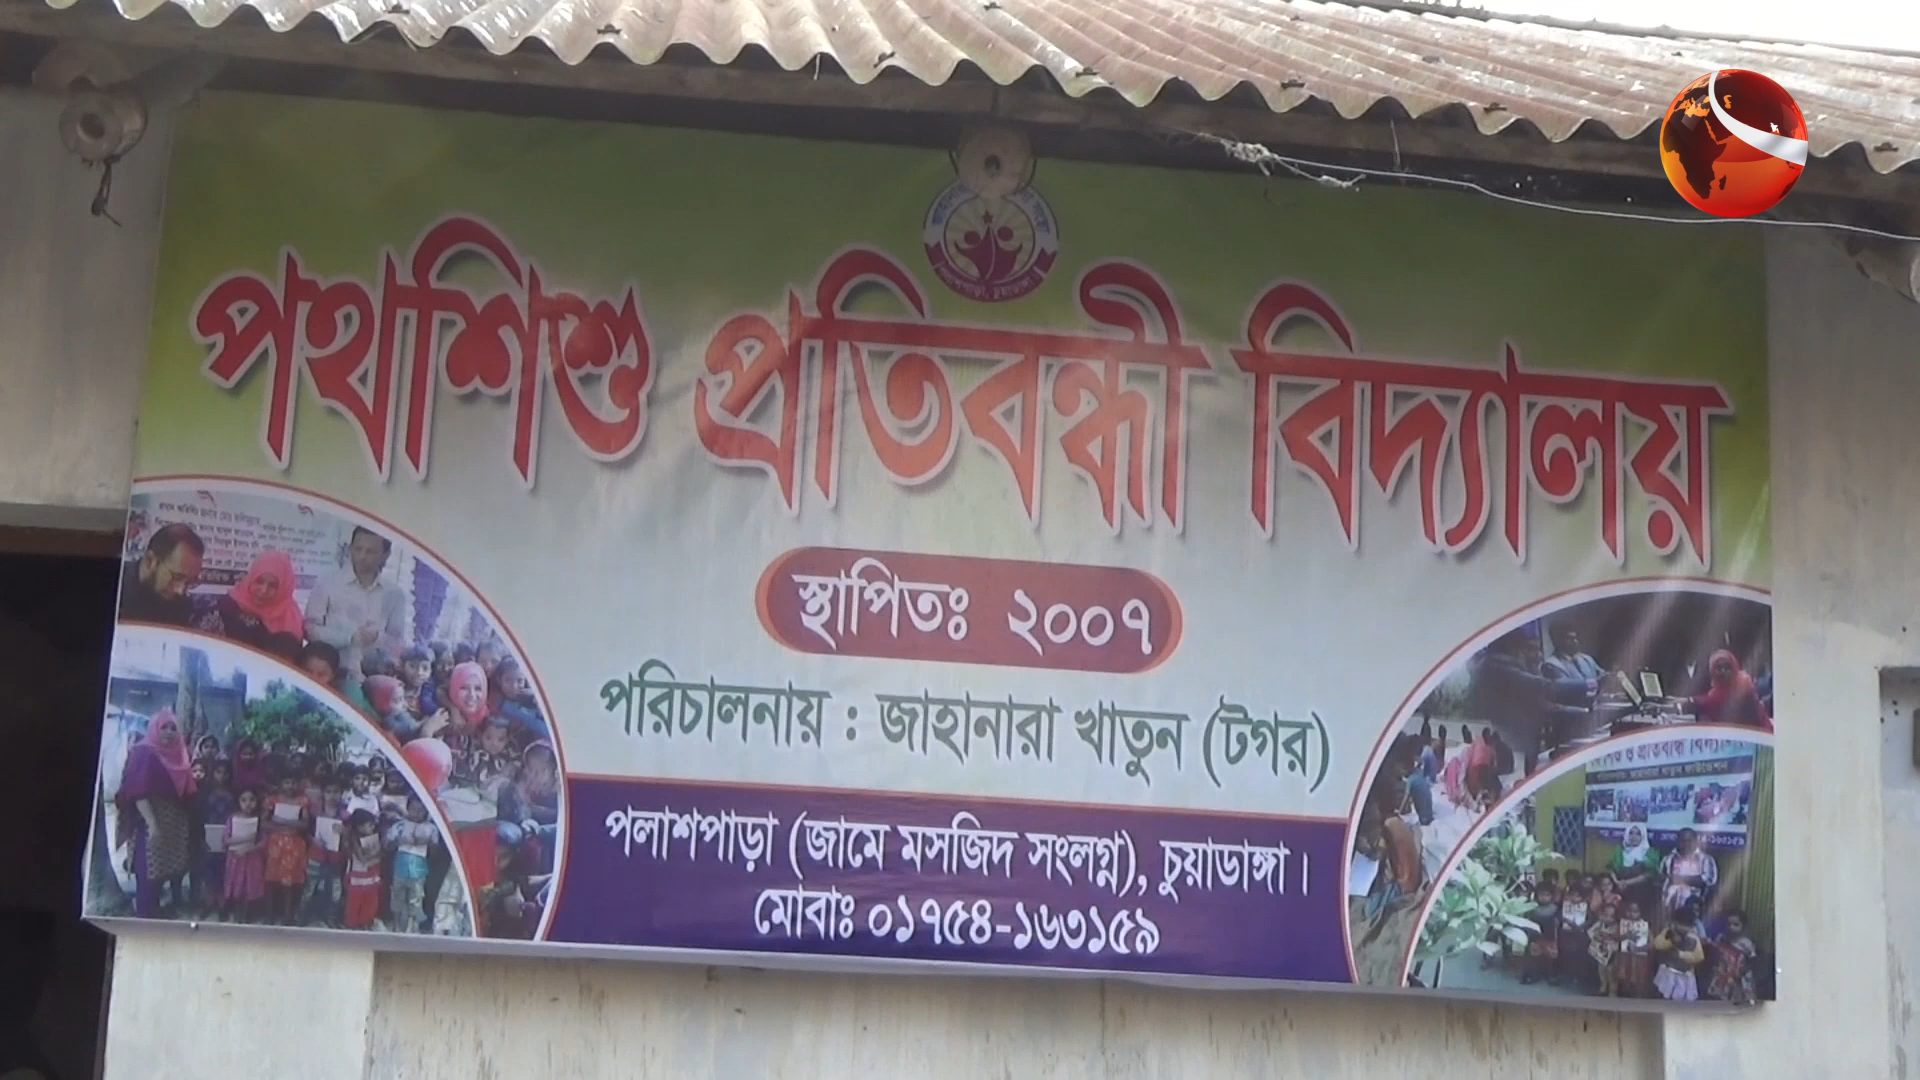 পথশিশু প্রতিবন্ধী বিদ্যালয়
স্থাপিতঃ ২০০৭
পরিচালনায় : জাহানারা খাতুন (টগর)
পলাশপাড়া (জামে মসজিদ সংলগ্ন), চুয়াডাঙ্গা।
মোবাঃ ০১৭৫৪-১৬৩১৫৯